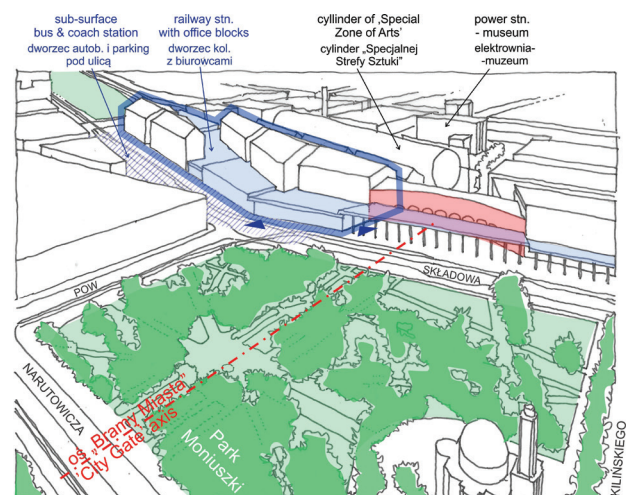 sub-surface
bus & coach station
dworzec autob. i parking
pod ulicą
railway stn.
with office blocks
dworzec kol.
z biurowcami
cyllinder of ‚Special
Zone of Arts’
cylinder „Specjalnej
Strefy Sztuki”
power stn.
- museum
elektrownia-
muzeum
POW
SKŁADOWA
NARUTOWICZA
oś „Bramy Miasta”
City Gate' axis
Park
Moniuszki
KILIŃSKIEGO